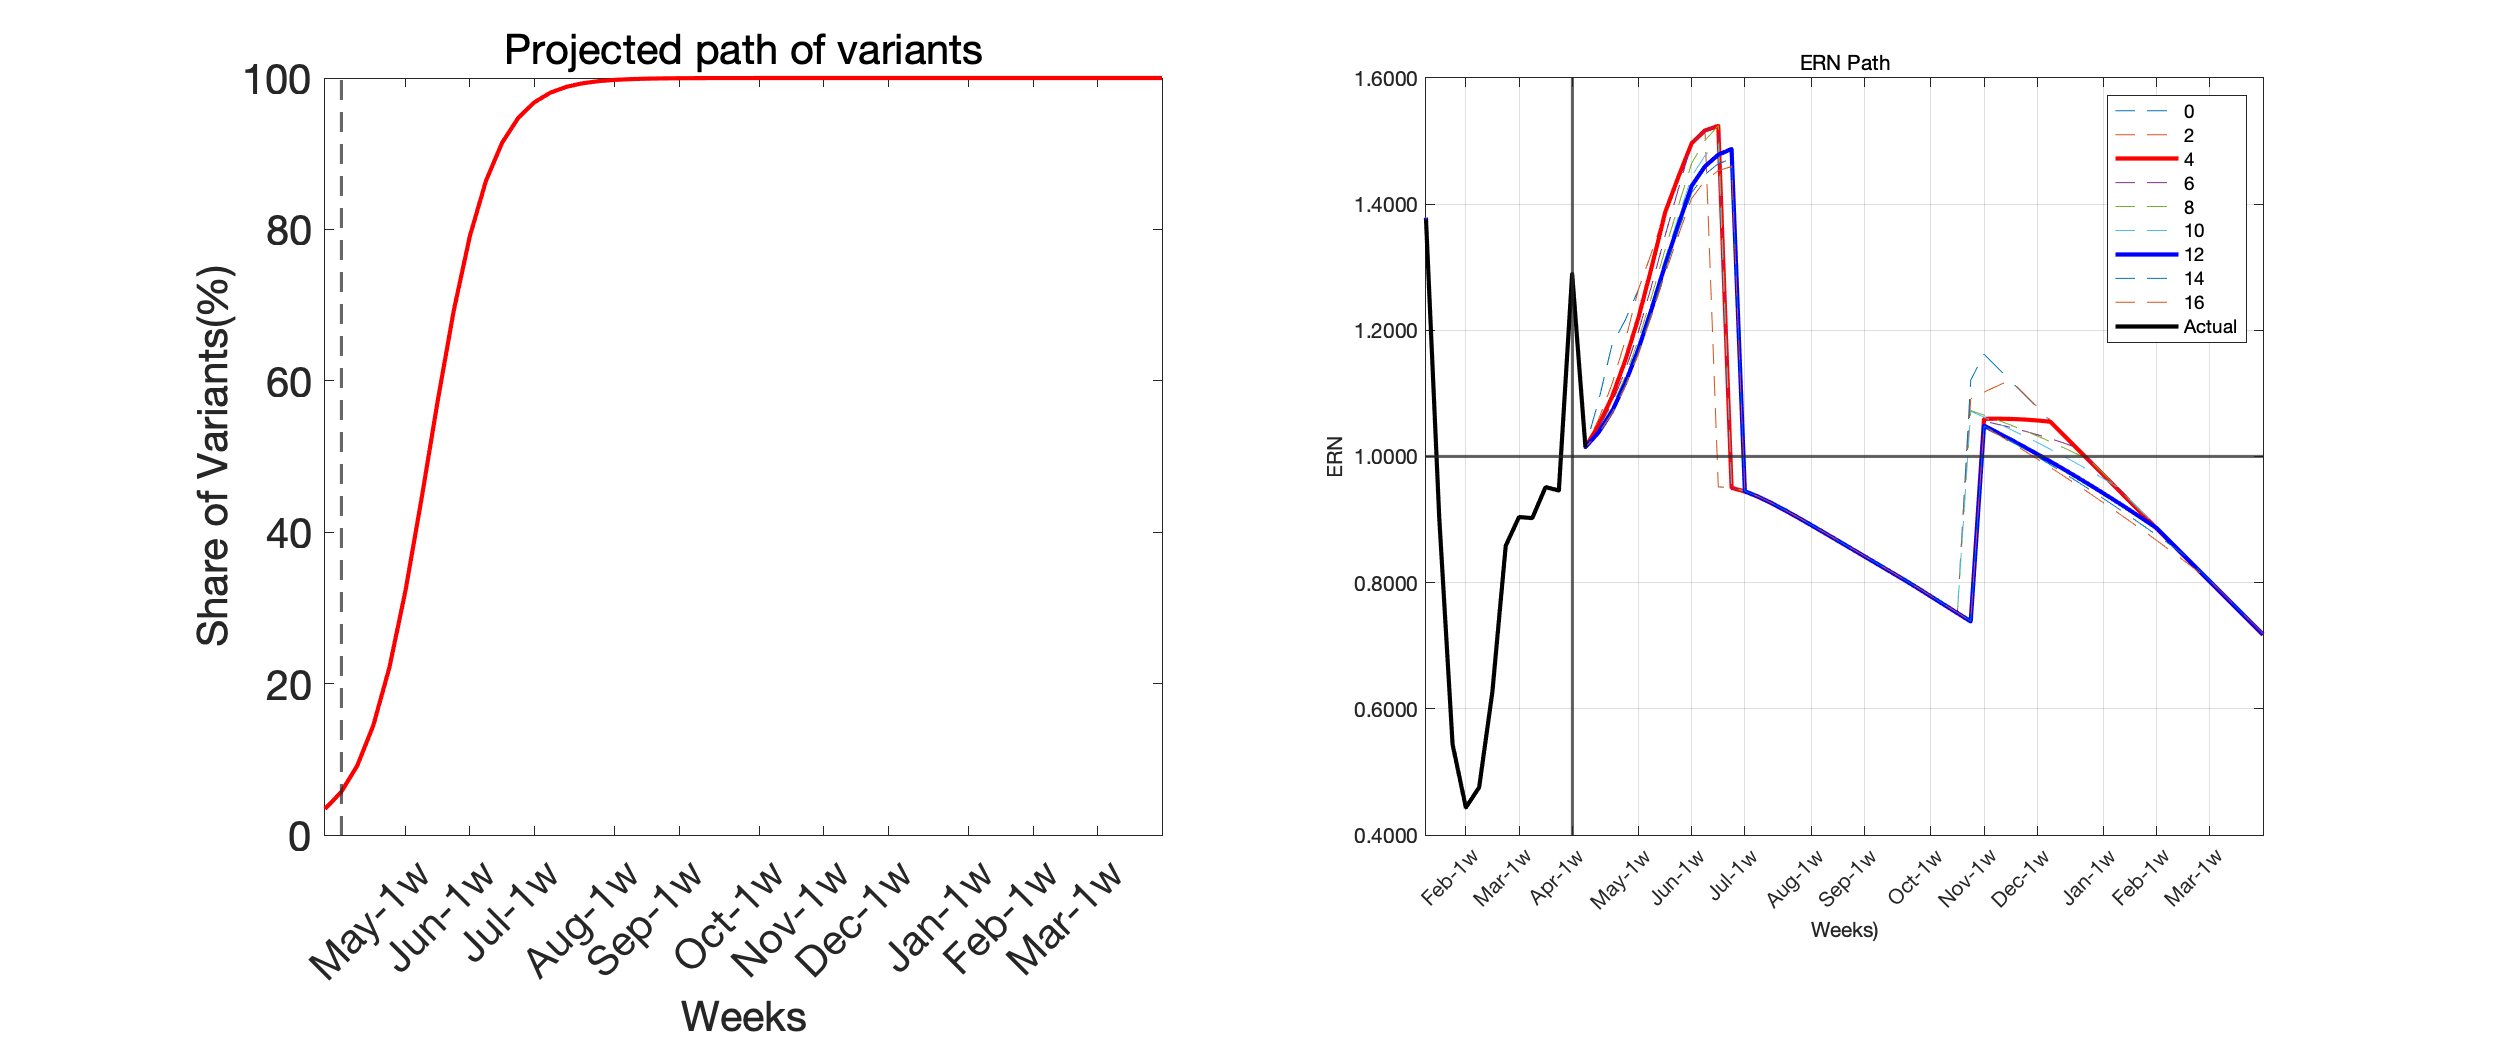 Projected path of variants
Share of Variants(%)
100
80
60
40
20
0
May-1w
Jun-1w
Jul-1w
Aug-1w
Sep-1w
Oct-1w
Nov-1w
Dec-1w
Jan-1w
Feb-1w
Mar-1w
Weeks
ERN Path
ERN
1.6000
1.4000
1.2000
1.0000
0.8000
0.6000
0.4000
0
2
4
6
8
10
12
14
16
Actual
Feb-1w
Mar-1w
Apr-1w
May-1w
Jun-1w
Jul-1w
Aug-1w
Sep-1w
Oct-1w
Nov-1w
Dec-1w
Jan-1w
Feb-1w
Mar-1w
Weeks)